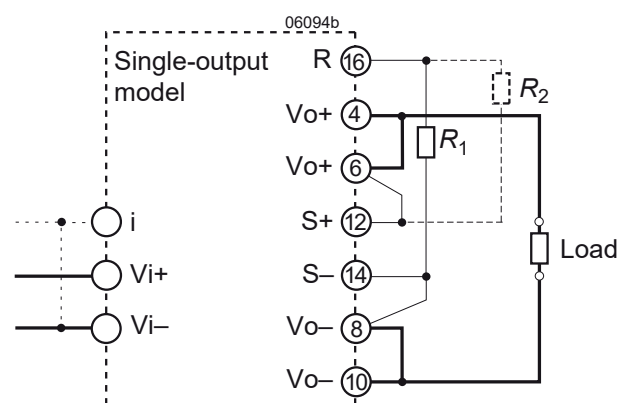 06094b
Single-output
model
R 16
Vo+ 4
Vo+ 6
S+ 12
S– 14
Vo– 8
Vo– 10
i
Vi+
Vi–
R1
R2
Load